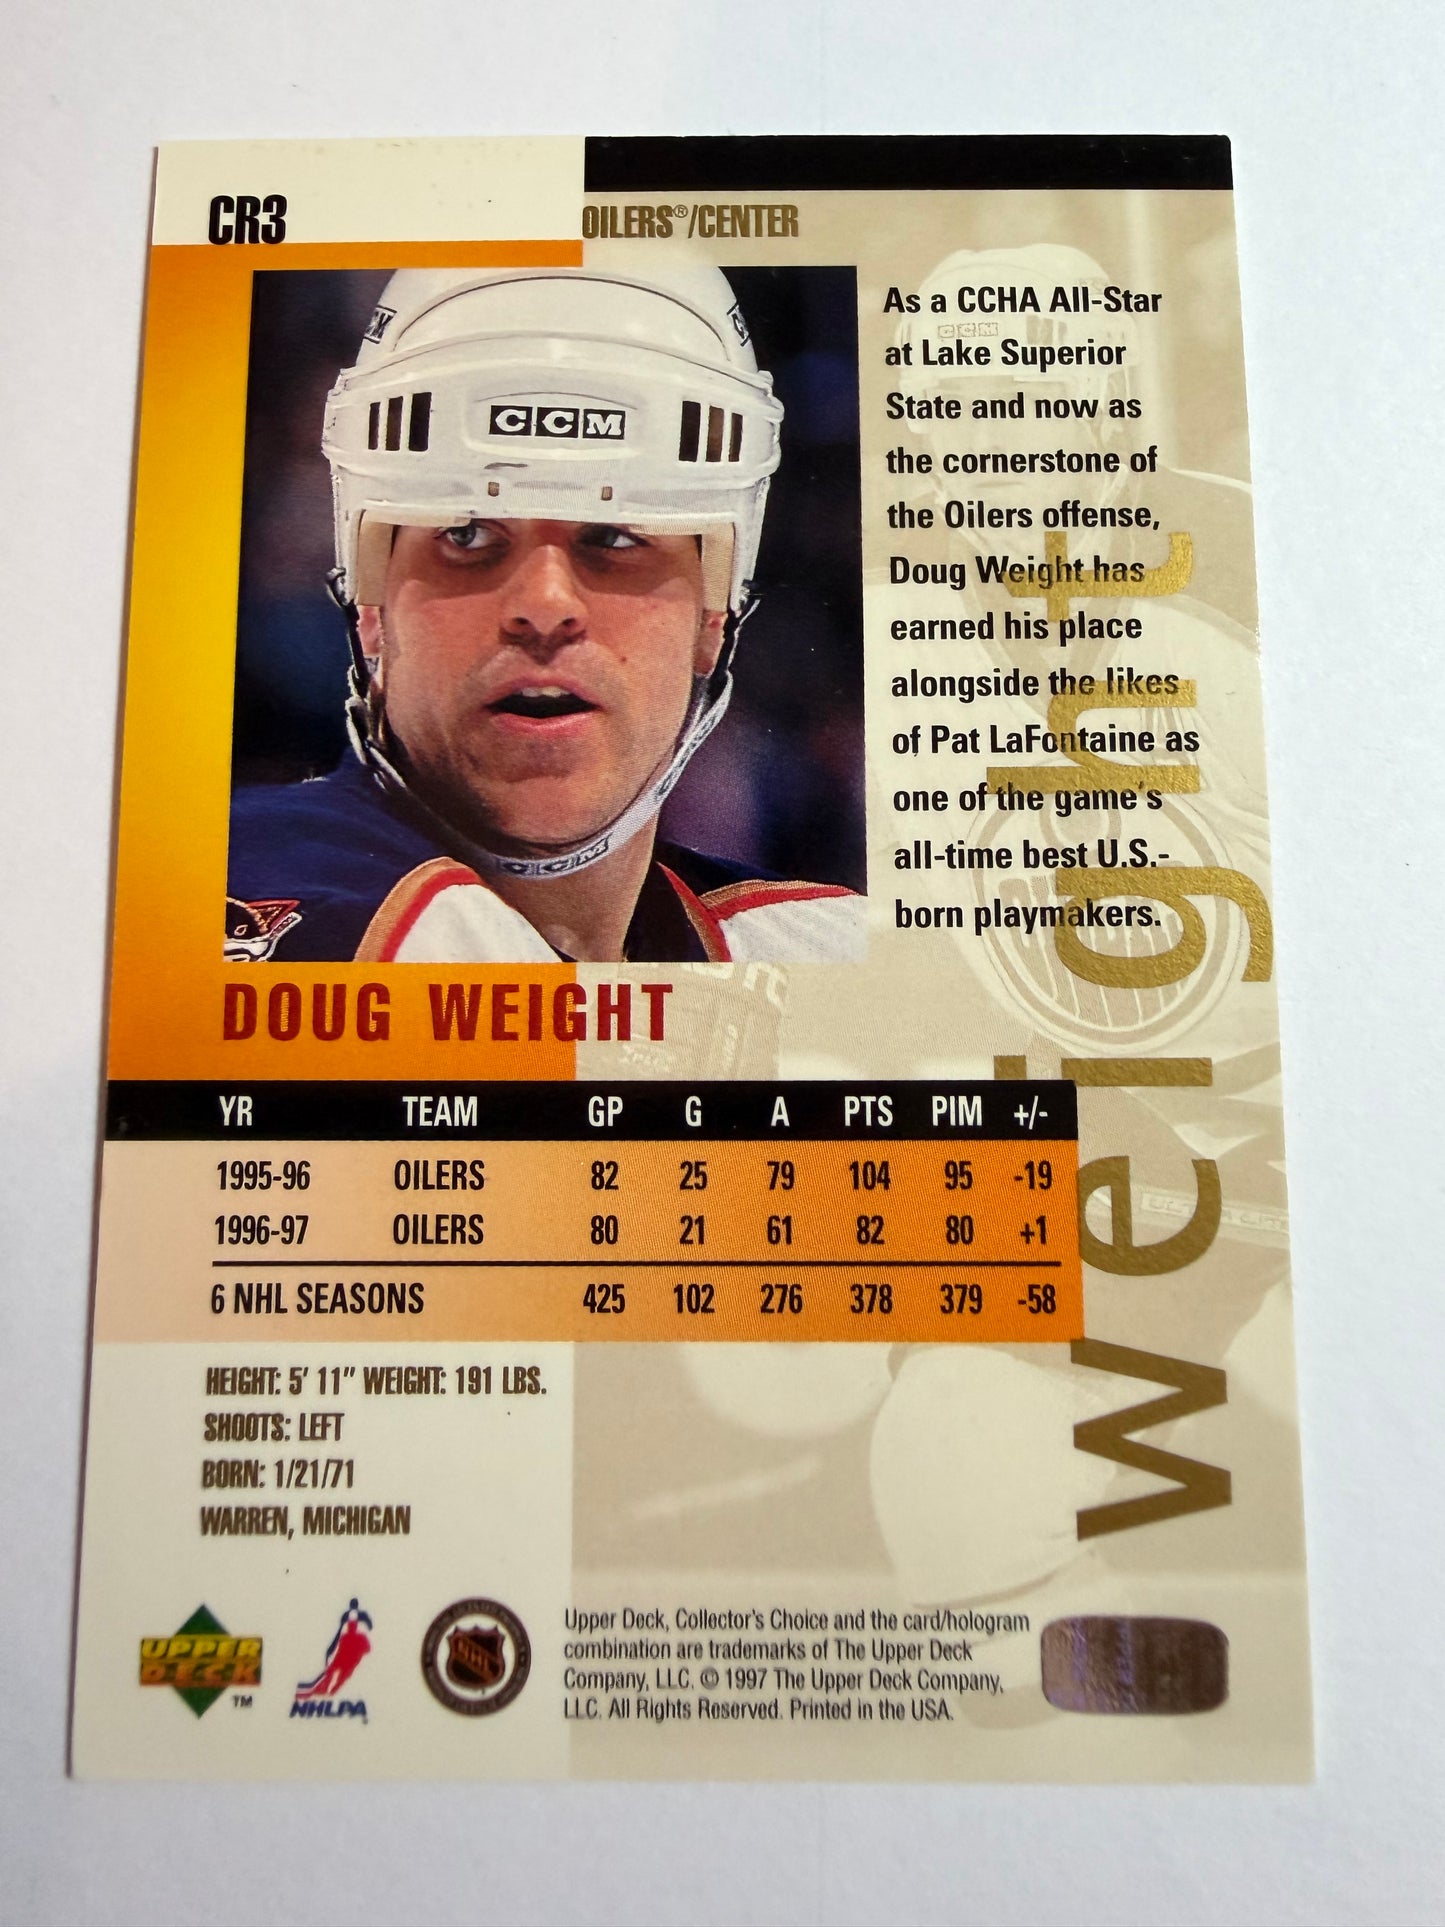 CR3
OILERS®/CENTER
CCM
CCM
As a CCHA All-Star
at Lake Superior
State and now as
the cornerstone of
the Oilers offense,
Doug Weight has
earned his place
alongside the likes
of Pat LaFontaine as
one of the game's
all-time best U.S.-
born playmakers.
weight
DOUG WEIGHT
YR TEAM GP G A PTS PIM +/-
1995-96 OILERS 82 25 79 104 95 -19
1996-97 OILERS 80 21 61 82 80 +1
6 NHL SEASONS 425 102 276 378 379 -58
HEIGHT: 5' 11" WEIGHT: 191 LBS.
SHOOTS: LEFT
BORN: 1/21/71
WARREN, MICHIGAN
UPPER
DECK
™
NHLPA
NHL
Upper Deck, Collector's Choice and the card/hologram
combination are trademarks of The Upper Deck
Company, LLC. © 1997 The Upper Deck Company,
LLC. All Rights Reserved. Printed in the USA.